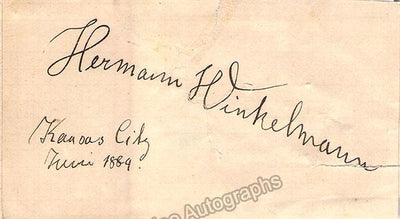 Hermann Winkelmann
Kansas City
Juni 1884.
Autographs